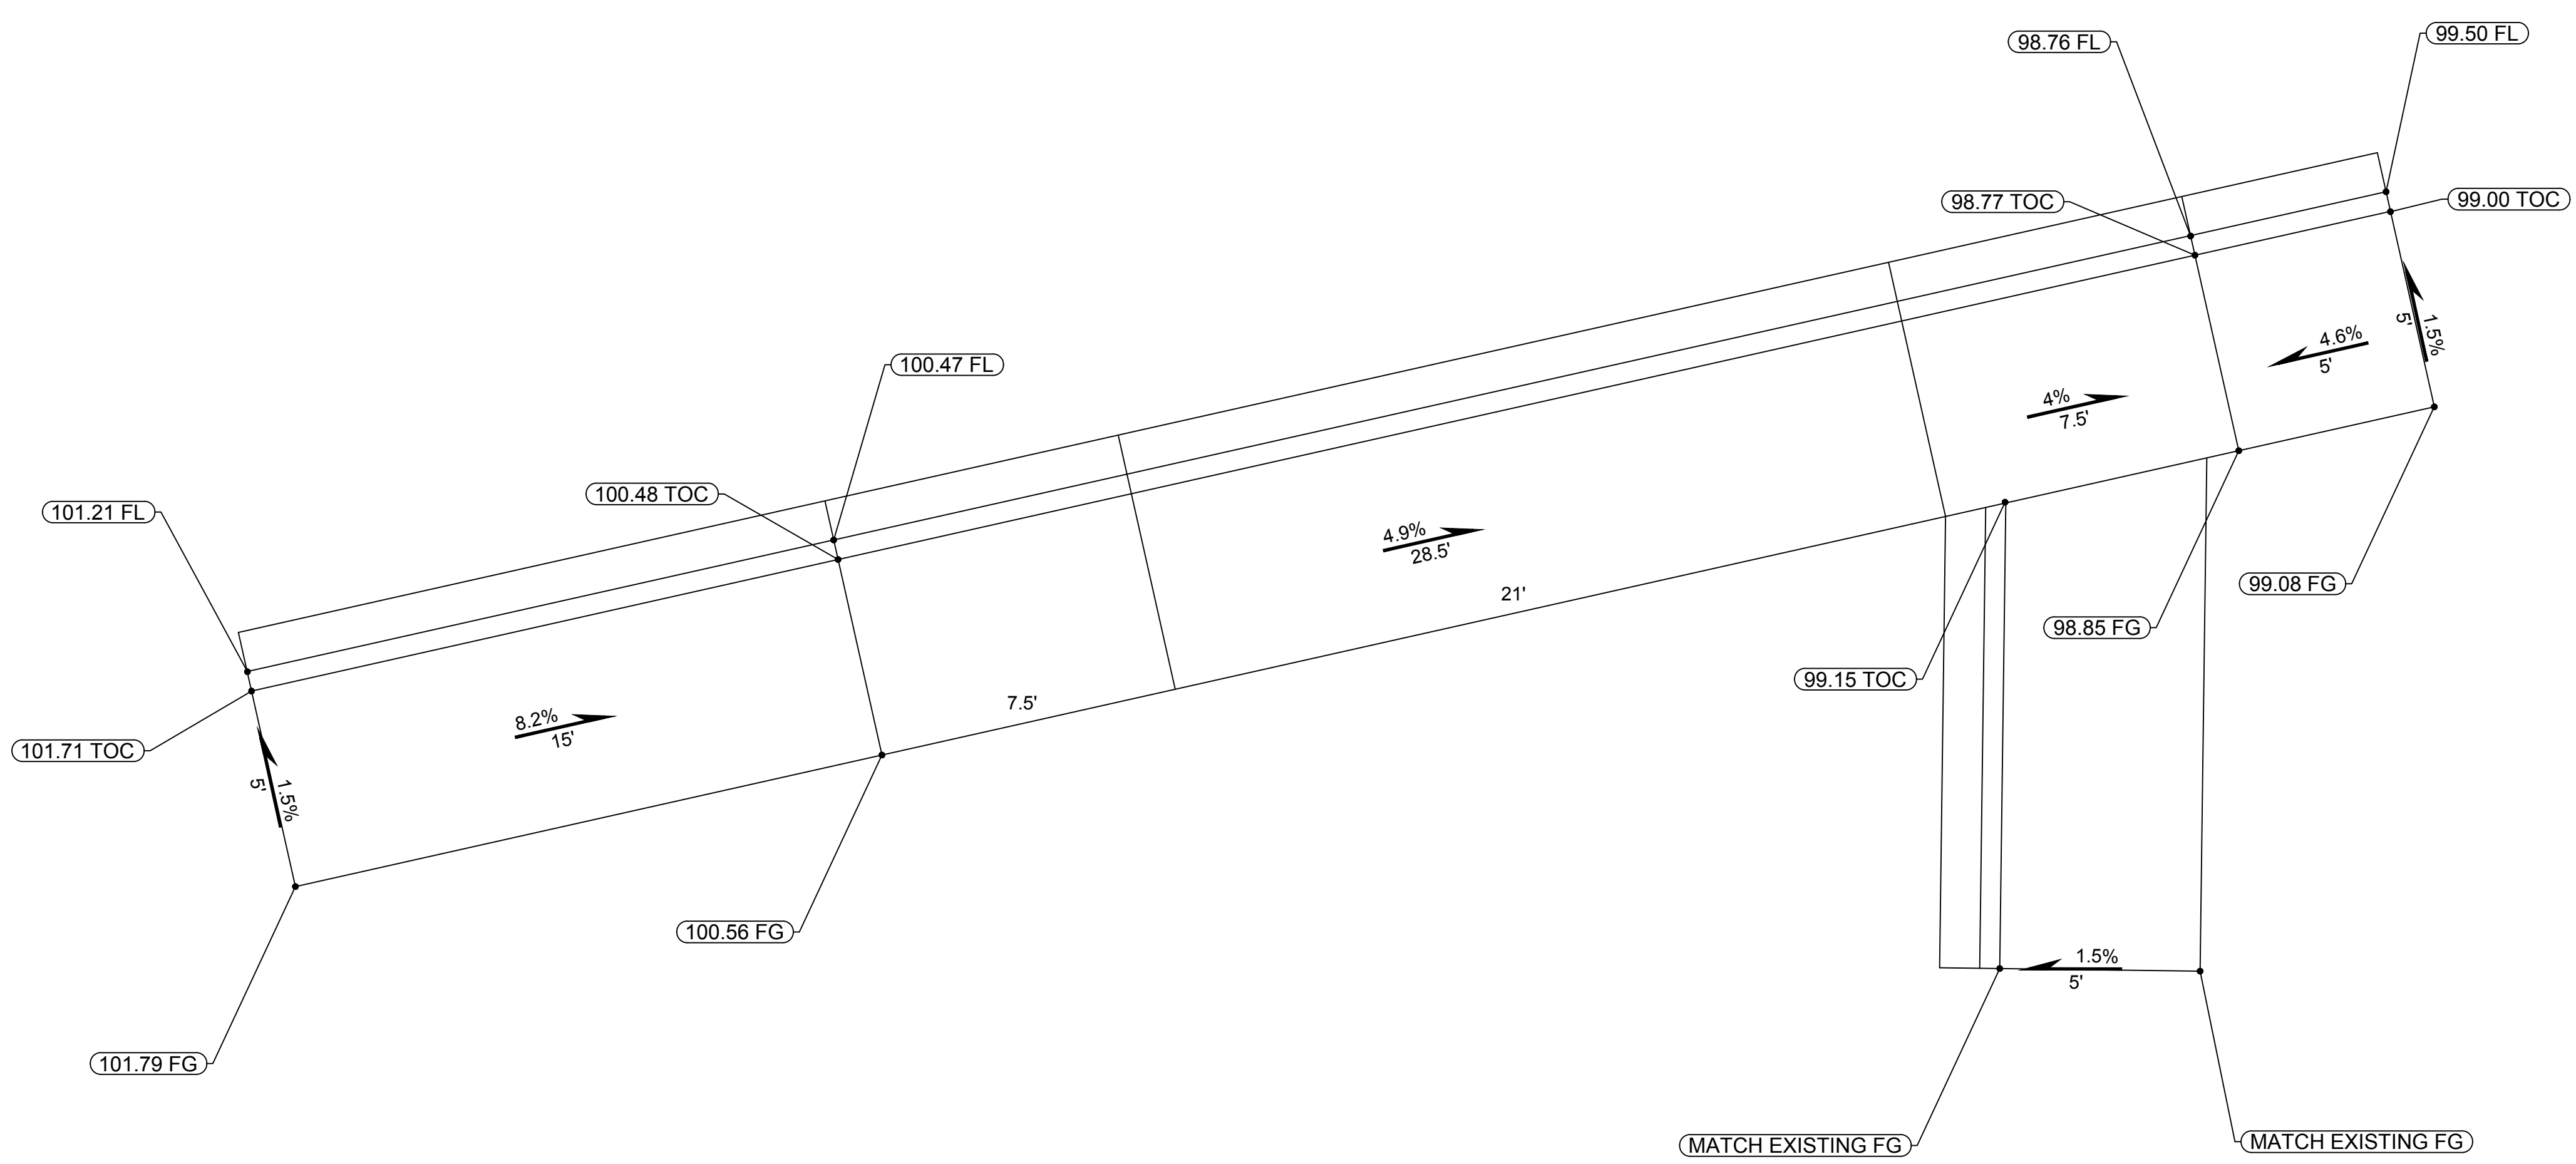 99.50 FL
98.76 FL
98.77 TOC
99.00 TOC
1.5%
5'
4.6%
5'
100.47 FL
4%
7.5'
100.48 TOC
101.21 FL
4.9%
28.5'
99.08 FG
21'
98.85 FG
99.15 TOC
7.5'
8.2%
15'
101.71 TOC
1.5%
5'
100.56 FG
1.5%
5'
101.79 FG
MATCH EXISTING FG
MATCH EXISTING FG